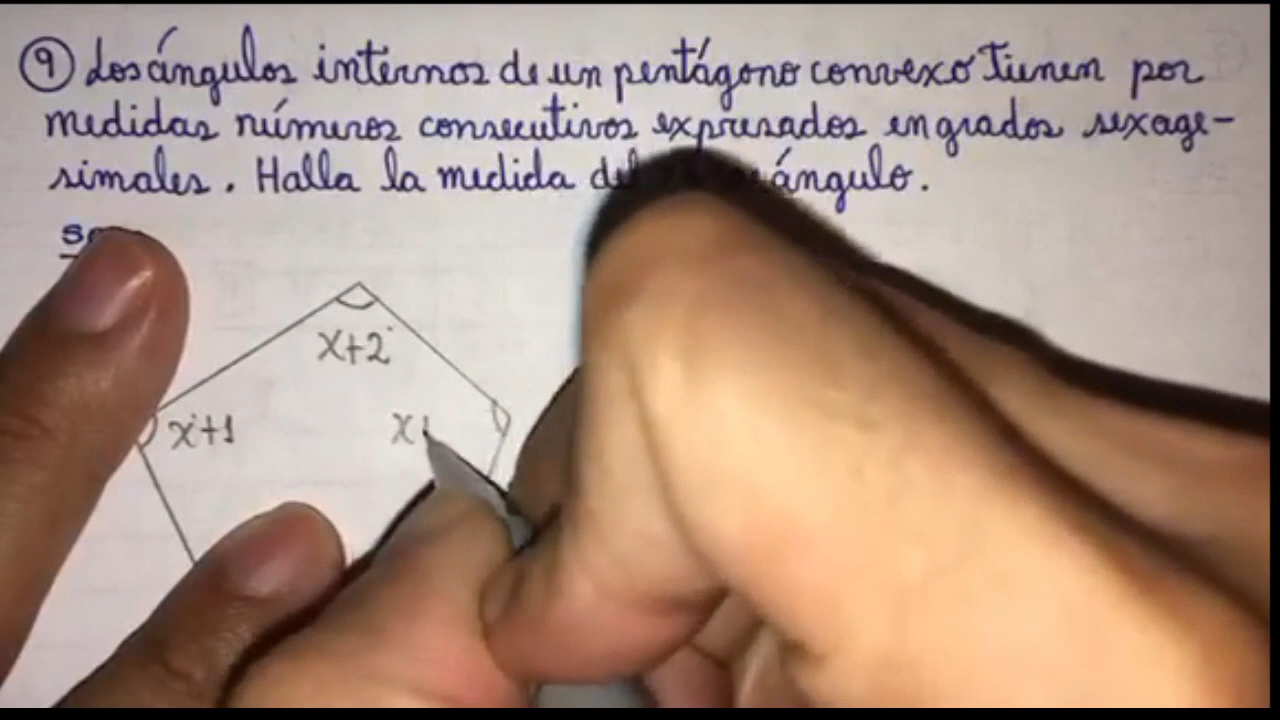 9 Los ángulos internos de un pentágono convexo tienen por
medidas números consecutivos expresados en grados sexage-
simales. Halla la medida del ángulo.
x+2
x+1
x